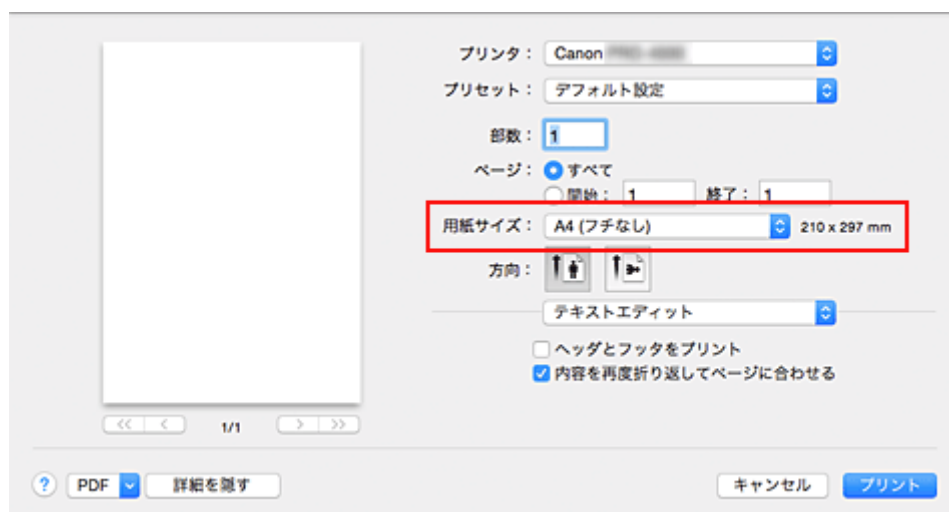 プリンタ： Canon
プリセット： デフォルト設定
部数： 1
ページ： すべて
開始： 1 終了： 1
用紙サイズ： A4 (フチなし) 210 x 297 mm
方向：
テキストエディット
ヘッダとフッタをプリント
内容を再度折り返してページに合わせる
<< < 1/1 > >>
? PDF 詳細を隠す キャンセル プリント